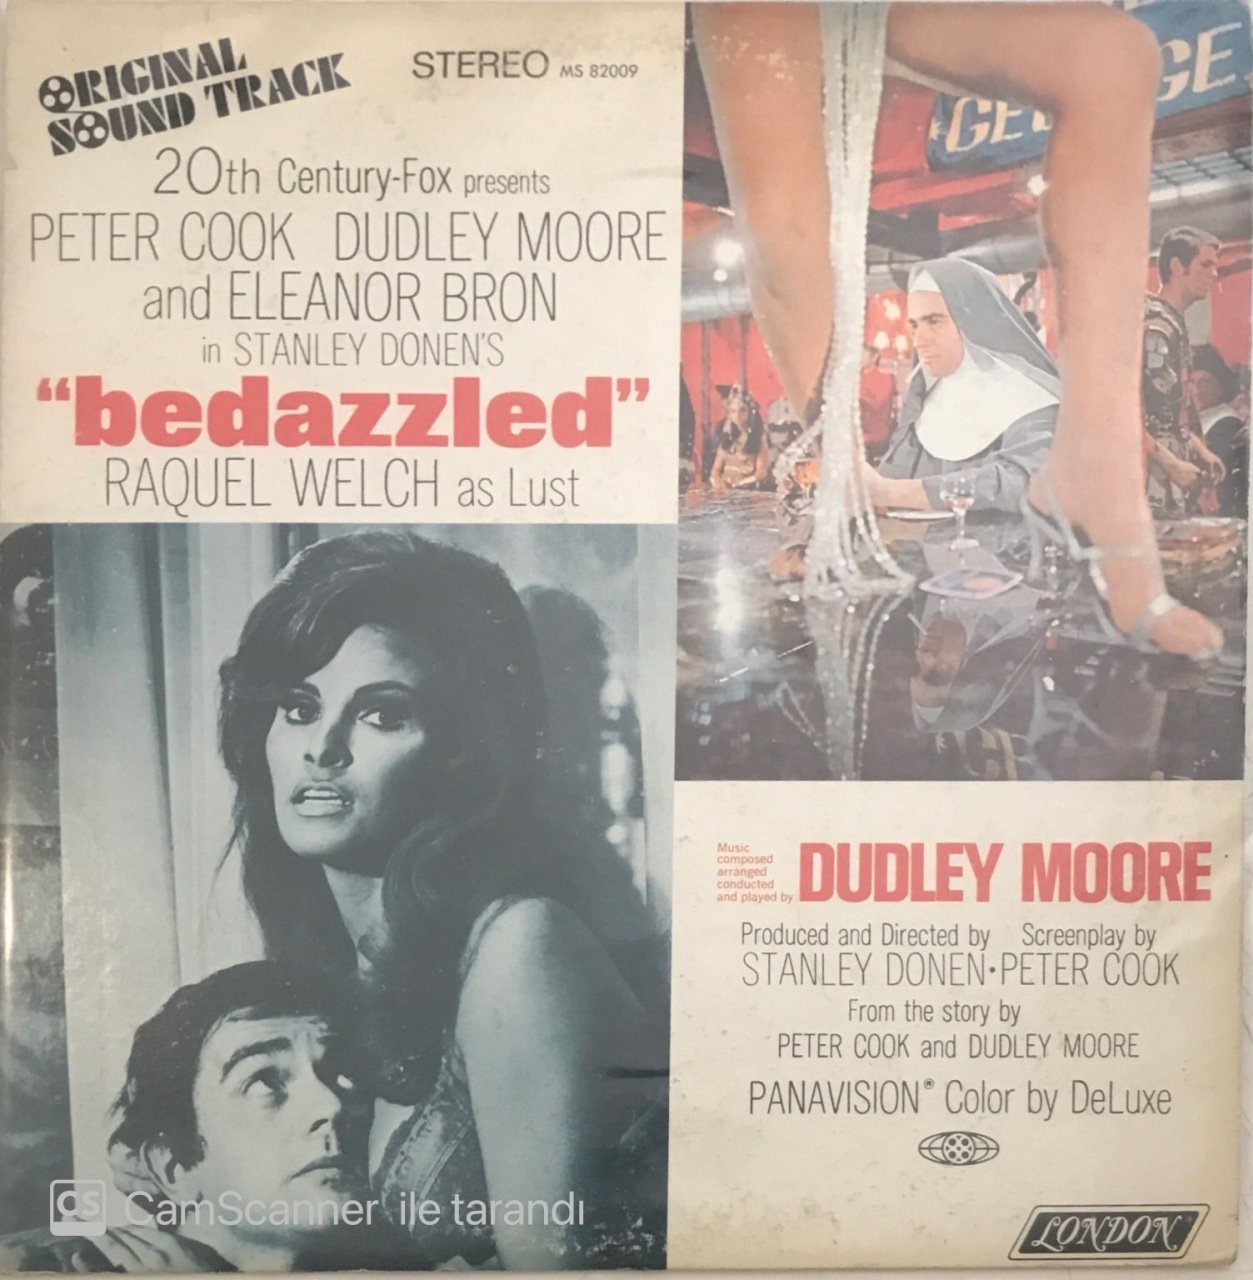 ORIGINAL
SOUND TRACK
STEREO MS 82009
20th Century-Fox presents
PETER COOK DUDLEY MOORE
and ELEANOR BRON
in STANLEY DONEN'S
"bedazzled"
RAQUEL WELCH as Lust
Music
composed
arranged
conducted
and played by
DUDLEY MOORE
Produced and Directed by Screenplay by
STANLEY DONEN·PETER COOK
From the story by
PETER COOK and DUDLEY MOORE
PANAVISION® Color by DeLuxe
LONDON
CS CamScanner ile tarandı